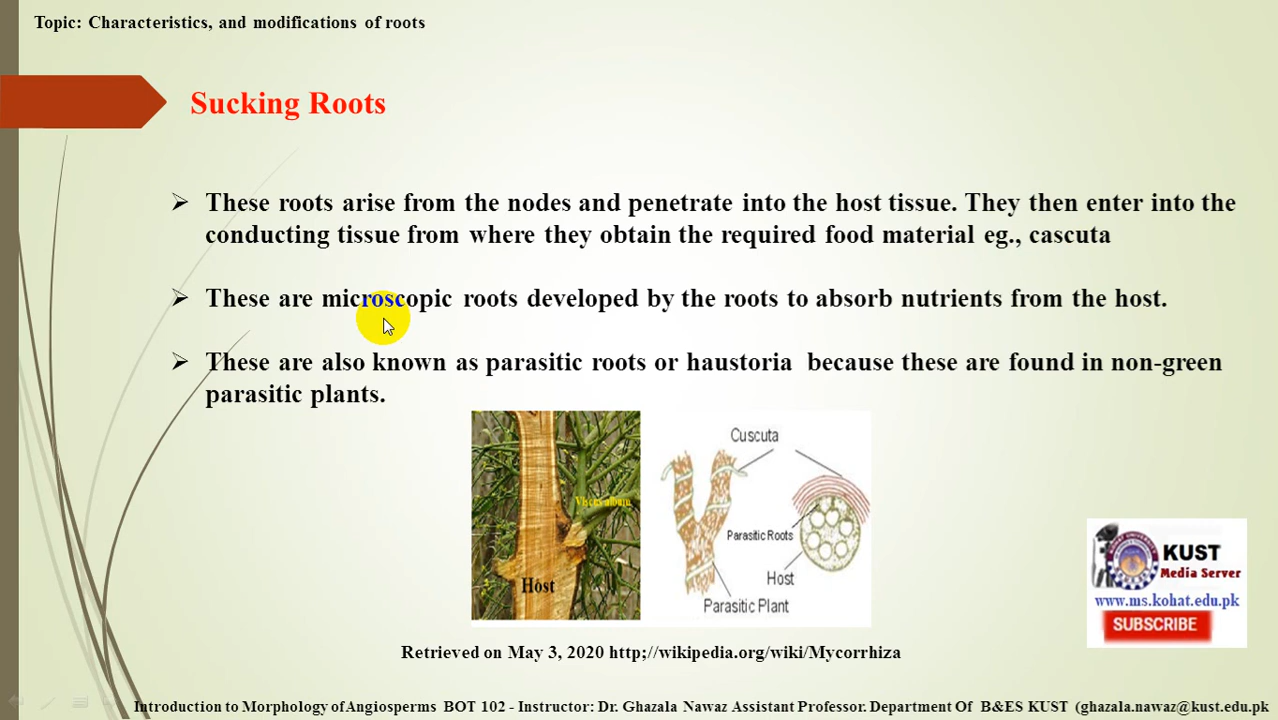 Topic: Characteristics, and modifications of roots
Sucking Roots
These roots arise from the nodes and penetrate into the host tissue. They then enter into the
conducting tissue from where they obtain the required food material eg., cascuta
These are microscopic roots developed by the roots to absorb nutrients from the host.
These are also known as parasitic roots or haustoria because these are found in non-green
parasitic plants.
Viscus album
Host
Cuscuta
Parasitic Roots
Host
Parasitic Plant
KUST
Media Server
www.ms.kohat.edu.pk
SUBSCRIBE
Retrieved on May 3, 2020 http;//wikipedia.org/wiki/Mycorrhiza
Introduction to Morphology of Angiosperms BOT 102 - Instructor: Dr. Ghazala Nawaz Assistant Professor. Department Of B&ES KUST (ghazala.nawaz@kust.edu.pk